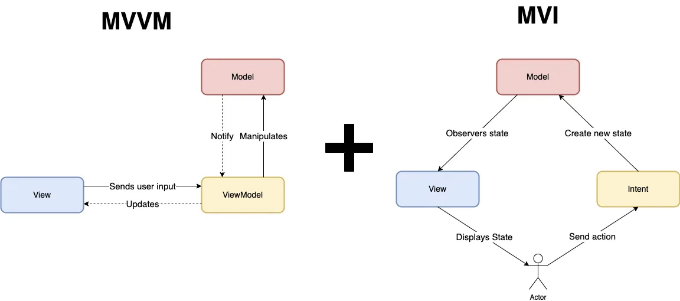 MVVM
MVI
Model
Notify
Manipulates
View
Sends user input
Updates
ViewModel
Model
Observers state
Create new state
View
Intent
Displays State
Send action
Actor